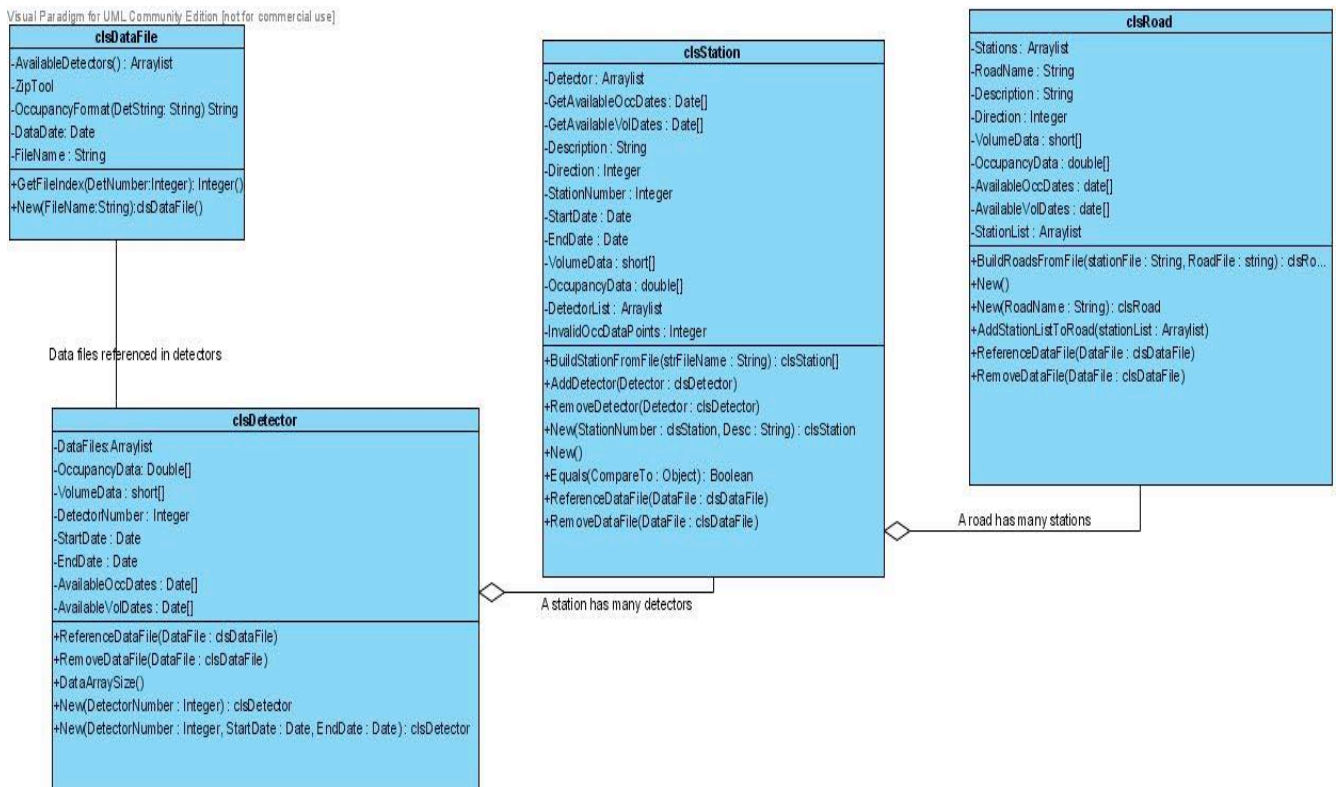 Visual Paradigm for UML Community Edition [not for commercial use]
clsDataFile
-AvailableDetectors() : Arraylist
-ZipTool
-OccupancyFormat(DetString: String) String
-DataDate: Date
-FileName : String
+GetFileIndex(DetNumber:Integer): Integer()
+New(FileName:String):clsDataFile()
Data files referenced in detectors
clsDetector
-DataFiles:Arraylist
-OccupancyData: Double[]
-VolumeData : short[]
-DetectorNumber : Integer
-StartDate : Date
-EndDate : Date
-AvailableOccDates : Date[]
-AvailableVolDates : Date[]
+ReferenceDataFile(DataFile : clsDataFile)
+RemoveDataFile(DataFile : clsDataFile)
+DataArraySize()
+New(DetectorNumber : Integer) : clsDetector
+New(DetectorNumber : Integer, StartDate : Date, EndDate : Date) : clsDetector
A station has many detectors
clsStation
-Detector : Arraylist
-GetAvailableOccDates : Date[]
-GetAvailableVolDates : Date[]
-Description : String
-Direction : Integer
-StationNumber : Integer
-StartDate : Date
-EndDate : Date
-VolumeData : short[]
-OccupancyData : double[]
-DetectorList : Arraylist
-InvalidOccDataPoints : Integer
+BuildStationFromFile(strFileName : String) : clsStation[]
+AddDetector(Detector : clsDetector)
+RemoveDetector(Detector : clsDetector)
+New(StationNumber : clsStation, Desc : String) : clsStation
+New()
+Equals(CompareTo : Object) : Boolean
+ReferenceDataFile(DataFile : clsDataFile)
+RemoveDataFile(DataFile : clsDataFile)
A road has many stations
clsRoad
-Stations : Arraylist
-RoadName : String
-Description : String
-Direction : Integer
-VolumeData : short[]
-OccupancyData : double[]
-AvailableOccDates : date[]
-AvailableVolDates : date[]
-StationList : Arraylist
+BuildRoadsFromFile(stationFile : String, RoadFile : string) : clsRo...
+New()
+New(RoadName : String) : clsRoad
+AddStationListToRoad(stationList : Arraylist)
+ReferenceDataFile(DataFile : clsDataFile)
+RemoveDataFile(DataFile : clsDataFile)